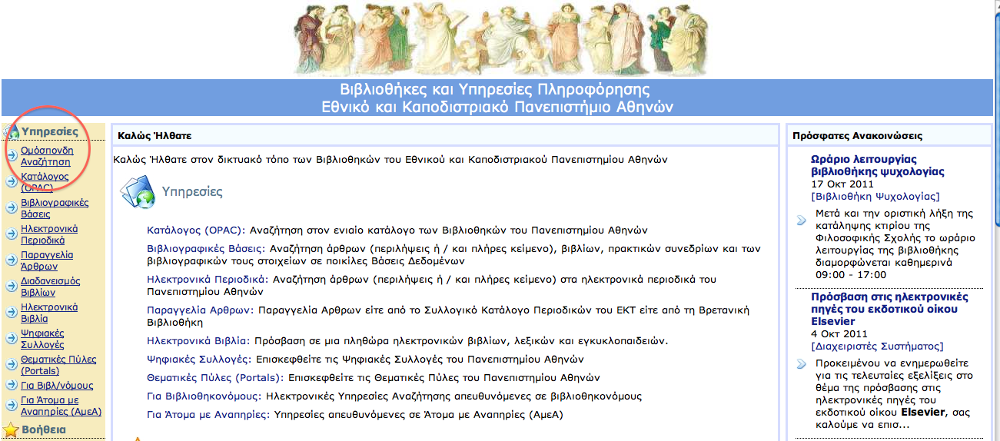 Βιβλιοθήκες και Υπηρεσίες Πληροφόρησης
Εθνικό και Καποδιστριακό Πανεπιστήμιο Αθηνών
Υπηρεσίες
Ομόσπονδη
Αναζήτηση
Κατάλογος
(OPAC)
Βιβλιογραφικές
Βάσεις
Ηλεκτρονικά
Περιοδικά
Παραγγελία
Άρθρων
Διαδανεισμός
Βιβλίων
Ηλεκτρονικά
Βιβλία
Ψηφιακές
Συλλογές
Θεματικές Πύλες
(Portals)
Για Βιβλ/νόμους
Για Άτομα με
Αναπηρίες (ΑμεΑ)
Βοήθεια
Καλώς Ήλθατε
Καλώς Ήλθατε στον δικτυακό τόπο των Βιβλιοθηκών του Εθνικού και Καποδιστριακού Πανεπιστημίου Αθηνών
Υπηρεσίες
Κατάλογος (OPAC): Αναζήτηση στον ενιαίο κατάλογο των Βιβλιοθηκών του Πανεπιστημίου Αθηνών
Βιβλιογραφικές Βάσεις: Αναζήτηση άρθρων (περιλήψεις ή / και πλήρες κείμενο), βιβλίων, πρακτικών συνεδρίων και των
βιβλιογραφικών τους στοιχείων σε ποικίλες Βάσεις Δεδομένων
Ηλεκτρονικά Περιοδικά: Αναζήτηση άρθρων (περιλήψεις ή / και πλήρες κείμενο) στα ηλεκτρονικά περιοδικά του
Πανεπιστημίου Αθηνών
Παραγγελία Αρθρων: Παραγγελία Αρθρων είτε από το Συλλογικό Κατάλογο Περιοδικών του ΕΚΤ είτε από τη Βρετανική
Βιβλιοθήκη
Ηλεκτρονικά Βιβλία: Πρόσβαση σε μια πληθώρα ηλεκτρονικών βιβλίων, λεξικών και εγκυκλοπαιδειών.
Ψηφιακές Συλλογές: Επισκεφθείτε τις Ψηφιακές Συλλογές του Πανεπιστημίου Αθηνών
Θεματικές Πύλες (Portals): Επισκεφθείτε τις Θεματικές Πύλες του Πανεπιστημίου Αθηνών
Για Βιβλιοθηκονόμους: Ηλεκτρονικές Υπηρεσίες Αναζήτησης απευθυνόμενες σε βιβλιοθηκονόμους
Για Άτομα με Αναπηρίες: Υπηρεσίες απευθυνόμενες σε Άτομα με Αναπηρίες (ΑμεΑ)
Πρόσφατες Ανακοινώσεις
Ωράριο λειτουργίας
βιβλιοθήκης ψυχολογίας
17 Οκτ 2011
[Βιβλιοθήκη Ψυχολογίας]
Μετά και την οριστική λήξη της
κατάληψης κτιρίου της
Φιλοσοφικής Σχολής το ωράριο
λειτουργίας της βιβλιοθήκης
διαμορφώνεται καθημερινά
09:00 - 17:00
Πρόσβαση στις ηλεκτρονικές
πηγές του εκδοτικού οίκου
Elsevier
4 Οκτ 2011
[Διαχειριστές Συστήματος]
Προκειμένου να ενημερωθείτε
για τις τελευταίες εξελίξεις στο
θέμα της πρόσβασης στις
ηλεκτρονικές πηγές του
εκδοτικού οίκου Elsevier, σας
καλούμε να επισ...